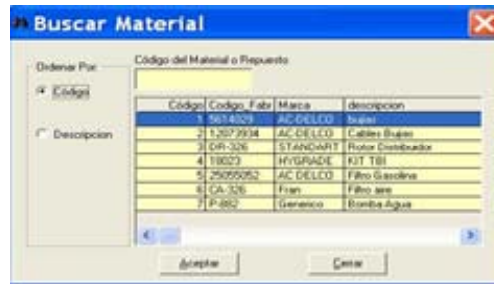 Buscar Material
Ordenar Por:
Código
Descripcion
Código del Material o Repuesto
Código Codigo_Fabr Marca descripcion
1 5614029 AC-DELCO bujias
2 12073934 AC-DELCO Cables Bujias
3 DR-326 STANDART Rotor Distribuidor
4 18023 HYGRADE KIT TBI
5 25055052 AC DELCO Filtro Gasolina
6 CA-326 Fran Filtro aire
7 P-882 Generico Bomba Agua
Aceptar
Cerrar